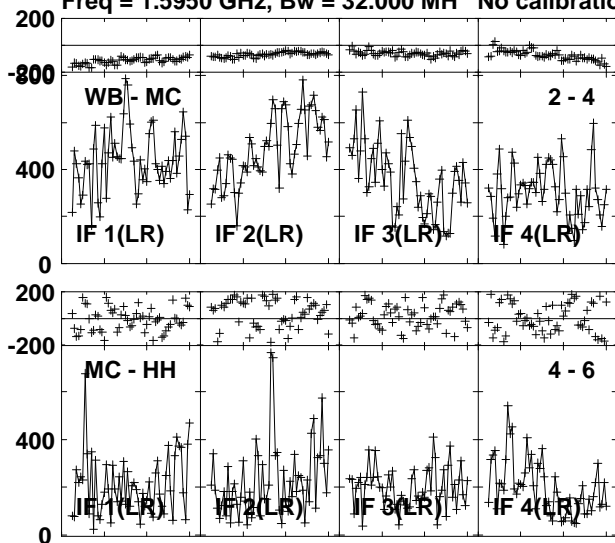 Freq = 1.5950 GHz, Bw = 32.000 MH No calibratio
200
-200
800
WB - MC
2 - 4
400
IF 1(LR)
IF 2(LR)
IF 3(LR)
IF 4(LR)
0
200
-200
MC - HH
4 - 6
400
IF 1(LR)
IF 2(LR)
IF 3(LR)
IF 4(LR)
0